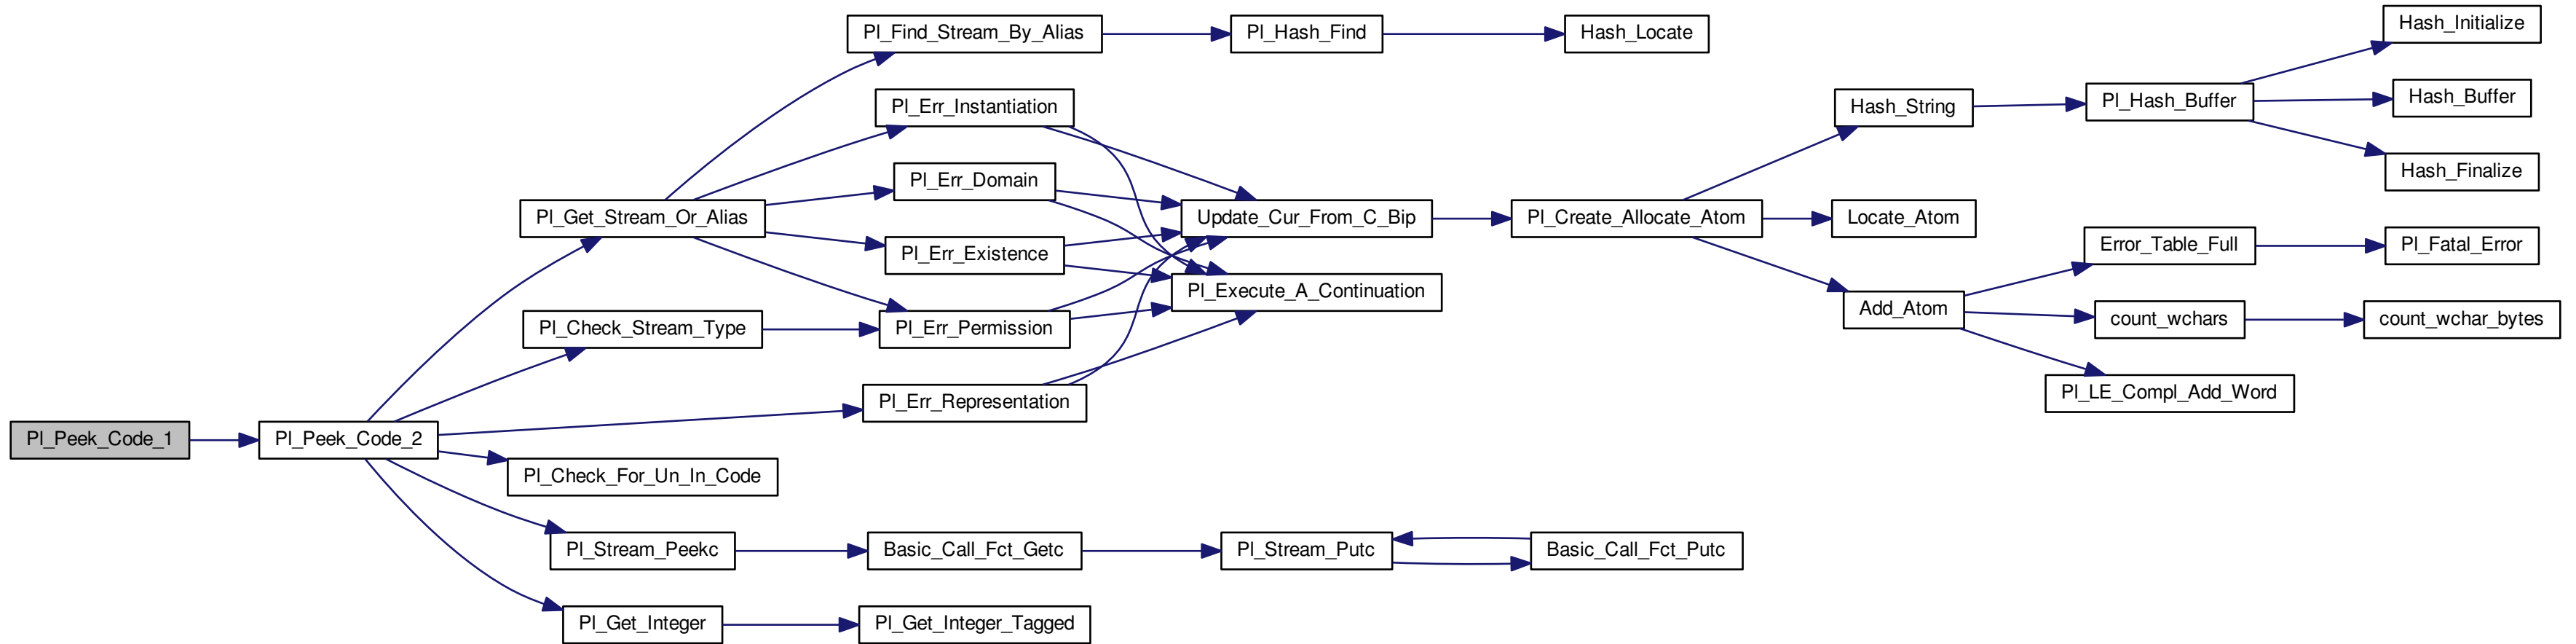 Pl_Peek_Code_1
Pl_Peek_Code_2
Pl_Get_Stream_Or_Alias
Pl_Check_Stream_Type
Pl_Check_For_Un_In_Code
Pl_Stream_Peekc
Pl_Get_Integer
Pl_Find_Stream_By_Alias
Pl_Err_Instantiation
Pl_Err_Domain
Pl_Err_Existence
Pl_Err_Permission
Pl_Err_Representation
Basic_Call_Fct_Getc
Pl_Get_Integer_Tagged
Pl_Hash_Find
Update_Cur_From_C_Bip
Pl_Execute_A_Continuation
Pl_Stream_Putc
Hash_Locate
Pl_Create_Allocate_Atom
Basic_Call_Fct_Putc
Hash_String
Locate_Atom
Add_Atom
Pl_Hash_Buffer
Error_Table_Full
count_wchars
Pl_LE_Compl_Add_Word
Hash_Initialize
Hash_Buffer
Hash_Finalize
Pl_Fatal_Error
count_wchar_bytes